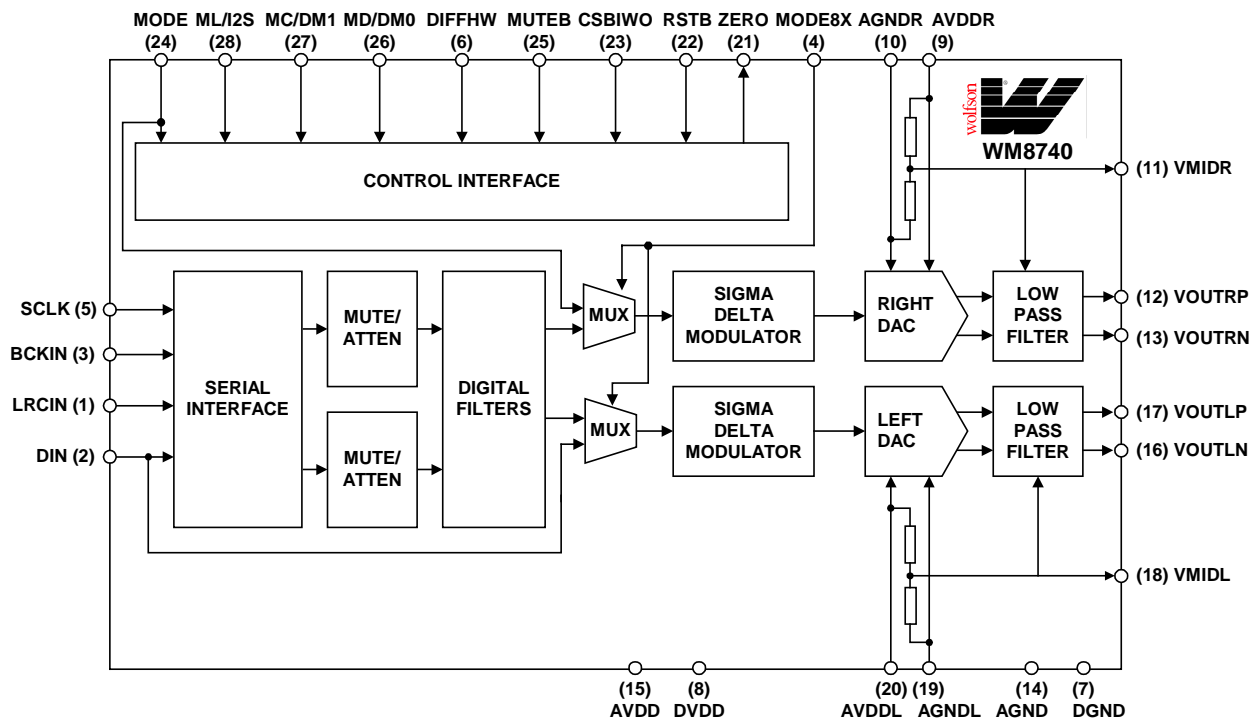 MODE ML/I2S MC/DM1 MD/DM0 DIFFHW MUTEB CSBIWO RSTB ZERO MODE8X AGNDR AVDDR
(24) (28) (27) (26) (6) (25) (23) (22) (21) (4) (10) (9)
wolfson
WM8740
CONTROL INTERFACE
(11) VMIDR
SCLK (5)
BCKIN (3)
LRCIN (1)
DIN (2)
SERIAL
INTERFACE
MUTE/
ATTEN
MUTE/
ATTEN
DIGITAL
FILTERS
MUX
MUX
SIGMA
DELTA
MODULATOR
SIGMA
DELTA
MODULATOR
RIGHT
DAC
LEFT
DAC
LOW
PASS
FILTER
LOW
PASS
FILTER
(12) VOUTRP
(13) VOUTRN
(17) VOUTLP
(16) VOUTLN
(18) VMIDL
(15) (8) (20) (19) (14) (7)
AVDD DVDD AVDDL AGNDL AGND DGND